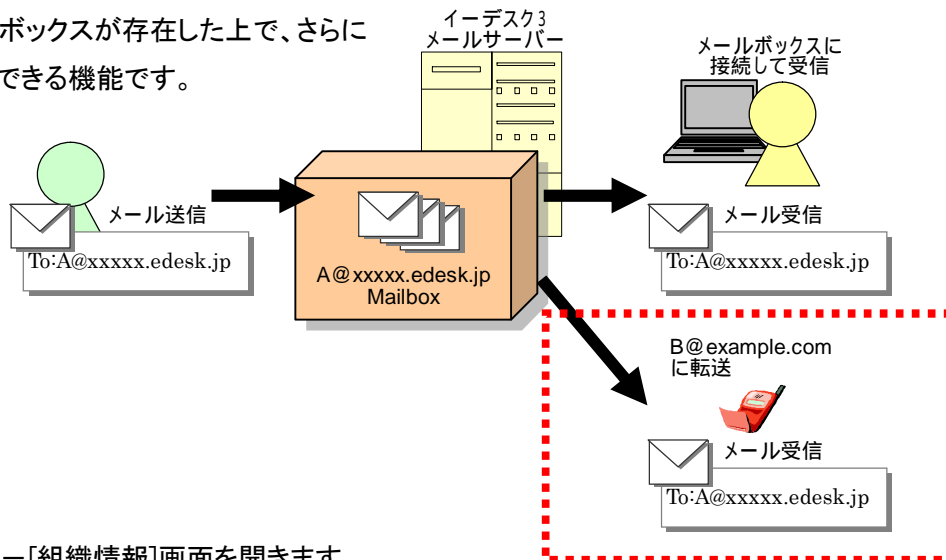 ボックスが存在した上で、さらに
できる機能です。
イーデスク3
メールサーバー
メールボックスに
接続して受信
メール送信
To:A@xxxxx.edesk.jp
A@xxxxx.edesk.jp
Mailbox
メール受信
To:A@xxxxx.edesk.jp
B@example.com
に転送
メール受信
To:A@xxxxx.edesk.jp
－[組織情報]画面を開きます